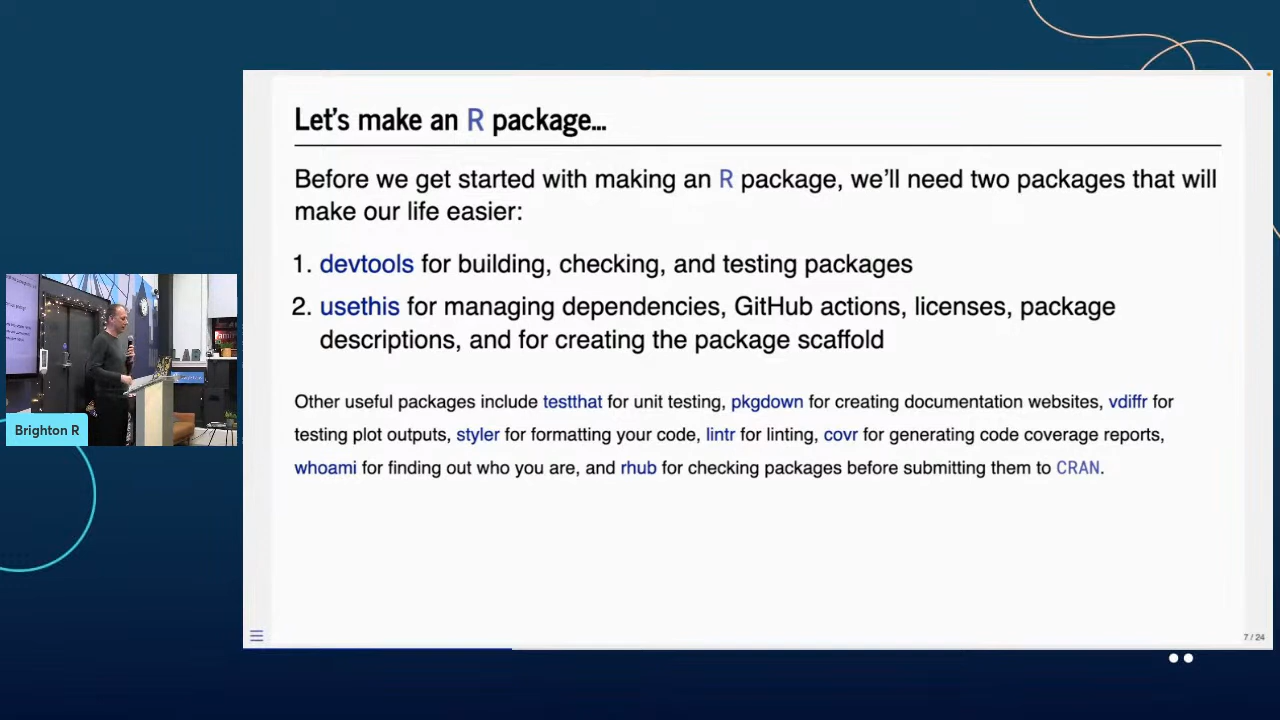 Let's make an R package...
Before we get started with making an R package, we'll need two packages that will
make our life easier:
1. devtools for building, checking, and testing packages
2. usethis for managing dependencies, GitHub actions, licenses, package
descriptions, and for creating the package scaffold
Other useful packages include testthat for unit testing, pkgdown for creating documentation websites, vdiffr for
testing plot outputs, styler for formatting your code, lintr for linting, covr for generating code coverage reports,
whoami for finding out who you are, and rhub for checking packages before submitting them to CRAN.
7 / 24
LAB
Brighton R